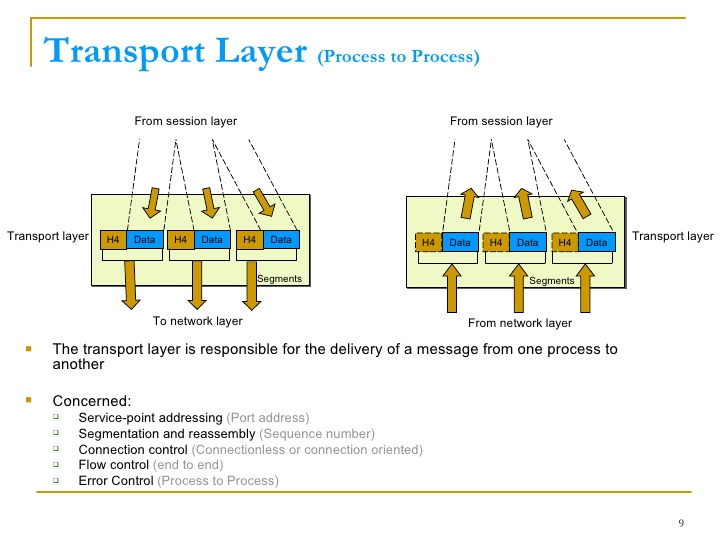 Transport Layer (Process to Process)
From session layer
From session layer
Transport layer
H4 Data H4 Data H4 Data
Segments
To network layer
H4 Data H4 Data H4 Data
Transport layer
Segments
From network layer
The transport layer is responsible for the delivery of a message from one process to
another
Concerned:
Service-point addressing (Port address)
Segmentation and reassembly (Sequence number)
Connection control (Connectionless or connection oriented)
Flow control (end to end)
Error Control (Process to Process)
9